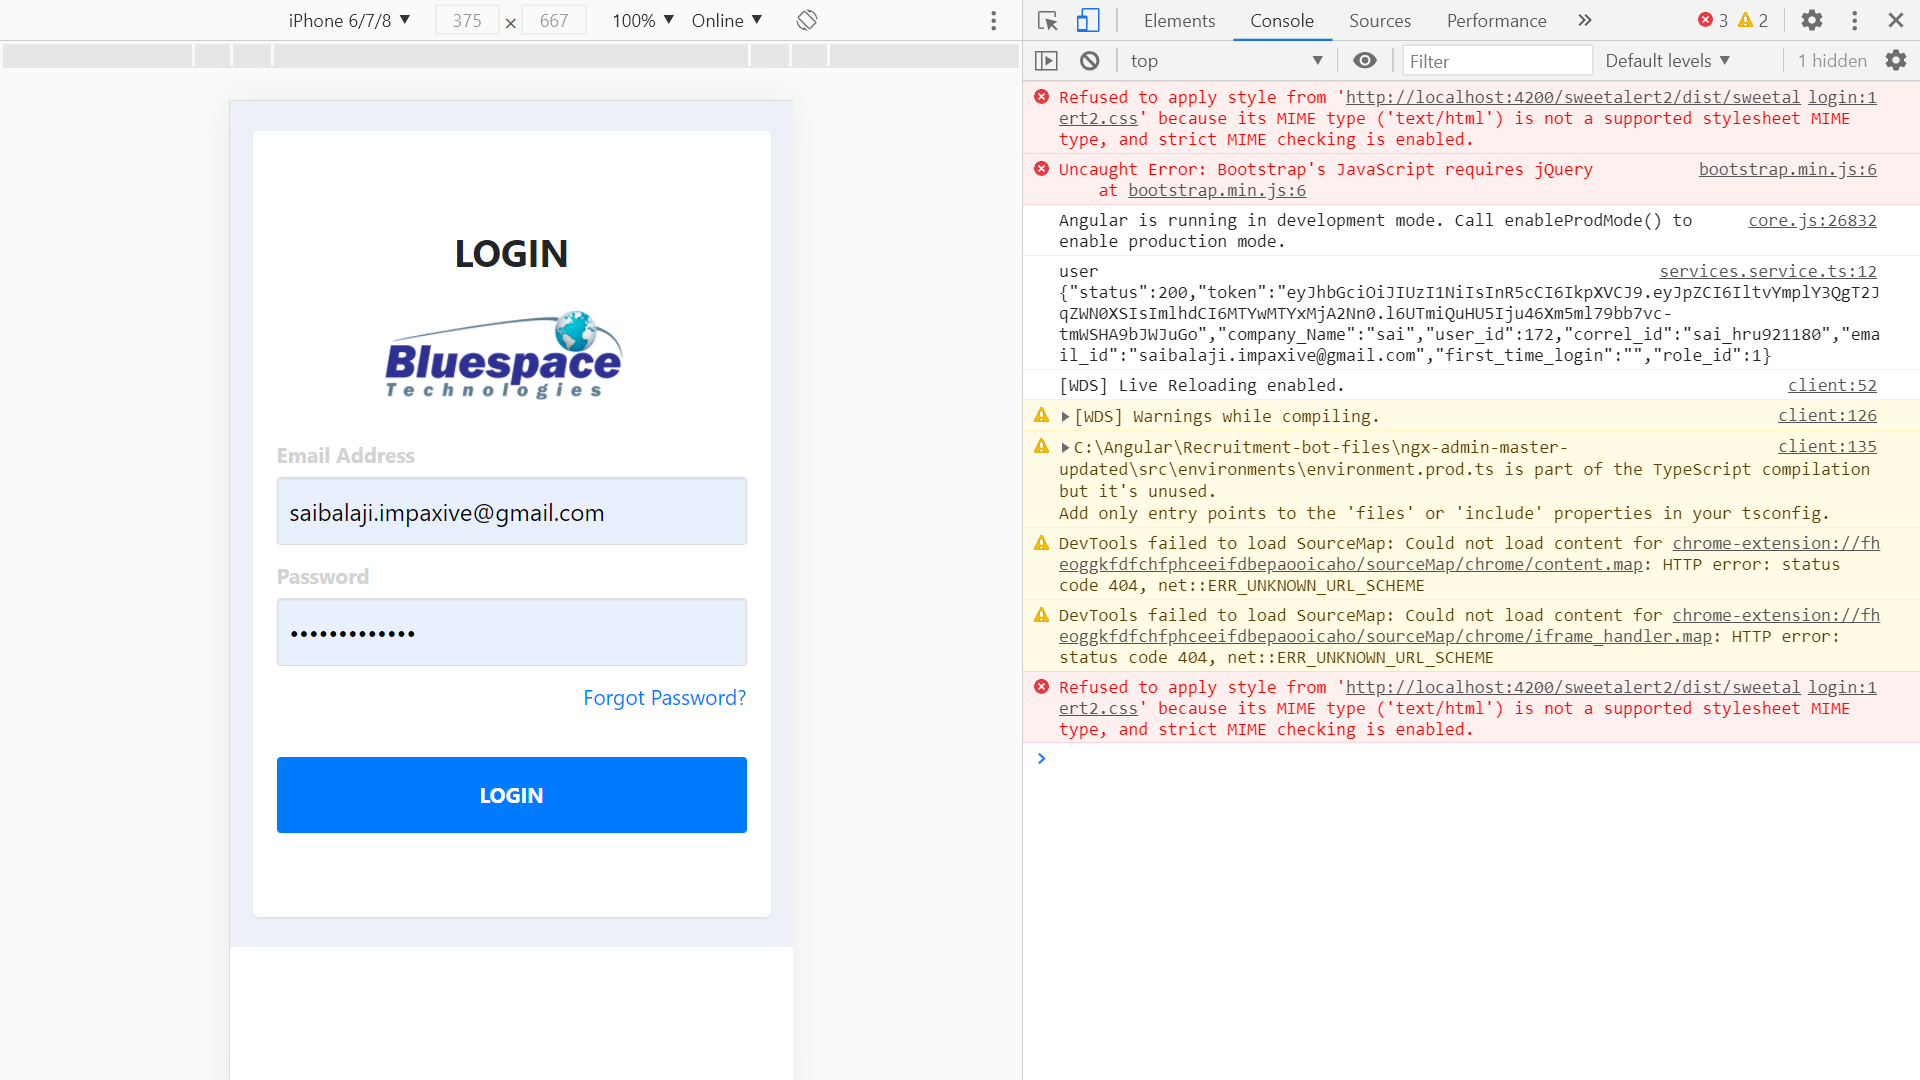 iPhone 6/7/8 ▼ 375 × 667 100% ▼ Online ▼
LOGIN
Bluespace
Technologies
Email Address
saibalaji.impaxive@gmail.com
Password
•••••••••••••
Forgot Password?
LOGIN
Elements Console Sources Performance » 3 2
top ▼ Filter Default levels ▼ 1 hidden
Refused to apply style from 'http://localhost:4200/sweetalert2/dist/sweetal login:1
ert2.css' because its MIME type ('text/html') is not a supported stylesheet MIME
type, and strict MIME checking is enabled.
Uncaught Error: Bootstrap's JavaScript requires jQuery bootstrap.min.js:6
at bootstrap.min.js:6
Angular is running in development mode. Call enableProdMode() to core.js:26832
enable production mode.
user services.service.ts:12
{"status":200,"token":"eyJhbGciOiJIUzI1NiIsInR5cCI6IkpXVCJ9.eyJpZCI6IltvYmplY3QgT2J
qZWN0XSIsImlhdCI6MTYwMTYxMjA2Nn0.l6UTmiQuHU5Iju46Xm5ml79bb7vc-
tmWSHA9bJWJuGo","company_Name":"sai","user_id":172,"correl_id":"sai_hru921180","ema
il_id":"saibalaji.impaxive@gmail.com","first_time_login":"","role_id":1}
[WDS] Live Reloading enabled. client:52
▶[WDS] Warnings while compiling. client:126
▶C:\Angular\Recruitment-bot-files\ngx-admin-master- client:135
updated\src\environments\environment.prod.ts is part of the TypeScript compilation
but it's unused.
Add only entry points to the 'files' or 'include' properties in your tsconfig.
DevTools failed to load SourceMap: Could not load content for chrome-extension://fh
eoggkfdfchfphceeifdbepaooicaho/sourceMap/chrome/content.map: HTTP error: status
code 404, net::ERR_UNKNOWN_URL_SCHEME
DevTools failed to load SourceMap: Could not load content for chrome-extension://fh
eoggkfdfchfphceeifdbepaooicaho/sourceMap/chrome/iframe_handler.map: HTTP error:
status code 404, net::ERR_UNKNOWN_URL_SCHEME
Refused to apply style from 'http://localhost:4200/sweetalert2/dist/sweetal login:1
ert2.css' because its MIME type ('text/html') is not a supported stylesheet MIME
type, and strict MIME checking is enabled.